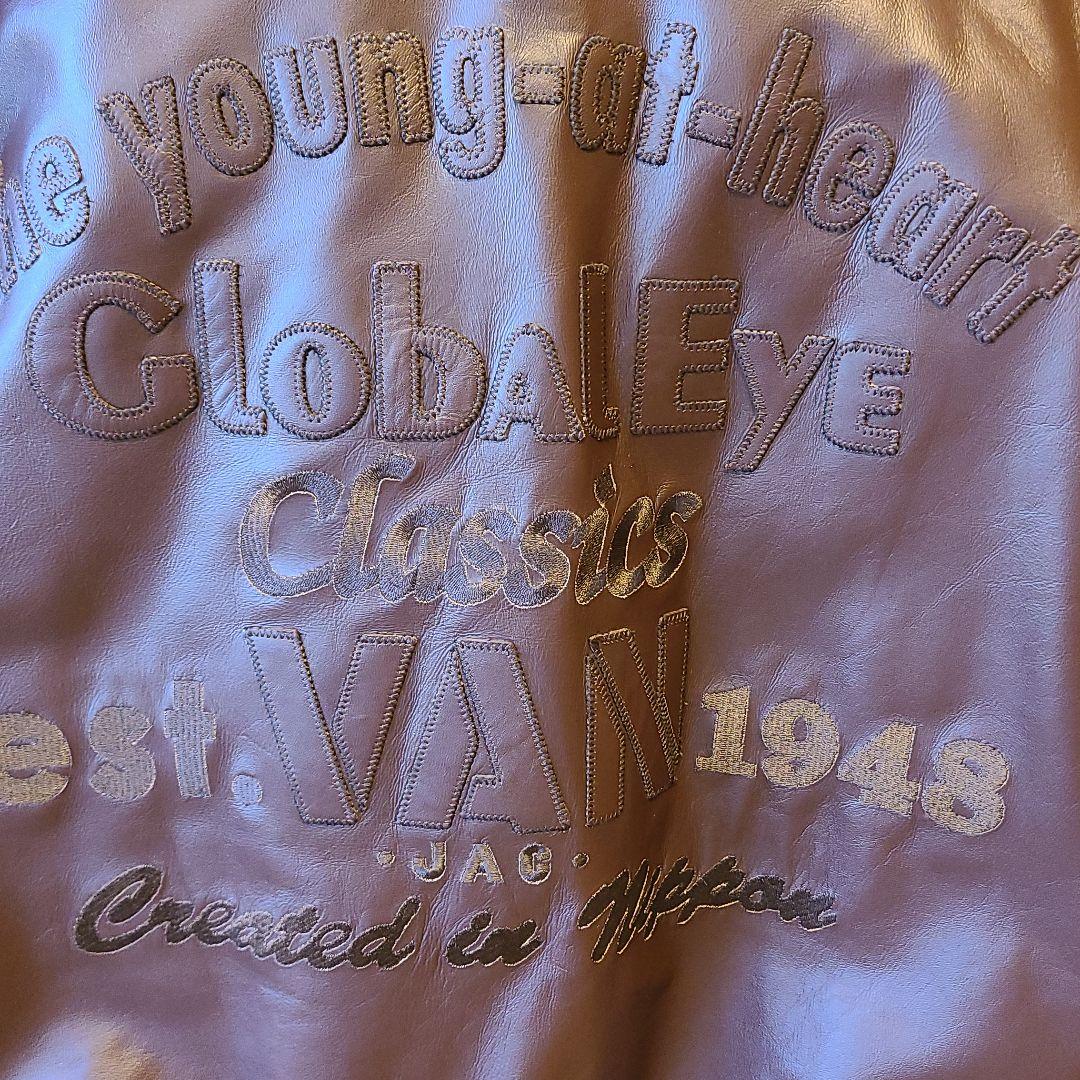 he young-at-heart
GlobalEye
Classics
est. VAN 1948
·JAC·
Created in Nippon